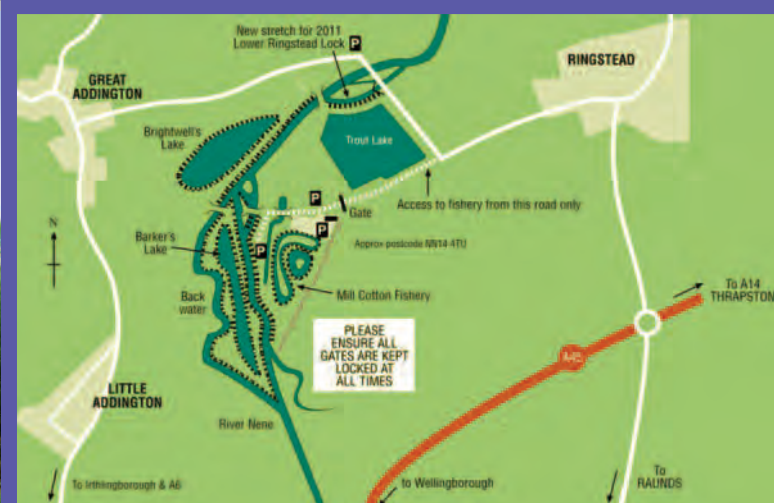 New stretch for 2011
Lower Ringstead Lock P
GREAT
ADDINGTON
RINGSTEAD
Brightwell's
Lake
Trout Lake
P
Gate
Access to fishery from this road only
N
P
P
Approx postcode NN14 4TU
Barker's
Lake
Mill Cotton Fishery
Back
water
To A14
THRAPSTON
PLEASE
ENSURE ALL
GATES ARE KEPT
LOCKED AT
ALL TIMES
A45
LITTLE
ADDINGTON
River Nene
To Irthlingborough & A6
to Wellingborough
To
RAUNDS